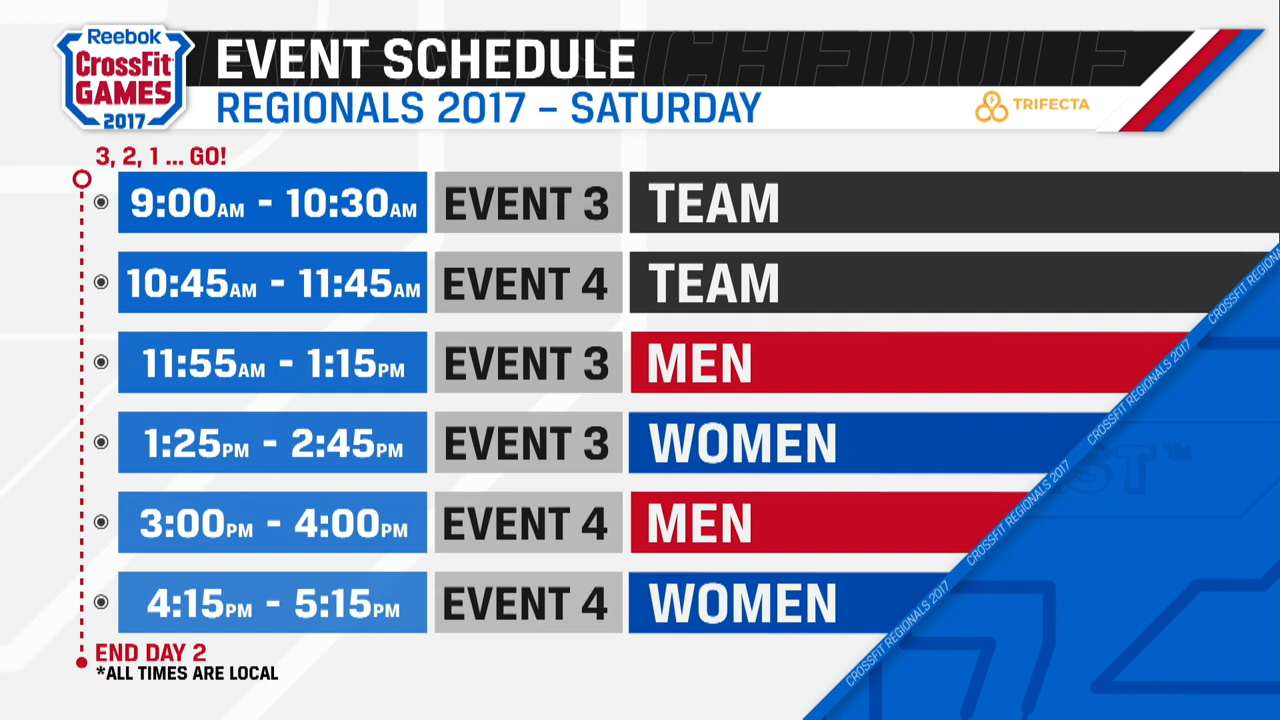 Reebok
CrossFit
GAMES
2017
EVENT SCHEDULE
REGIONALS 2017 – SATURDAY
TRIFECTA
3, 2, 1 ... GO!
9:00AM - 10:30AM EVENT 3 TEAM
10:45AM - 11:45AM EVENT 4 TEAM
11:55AM - 1:15PM EVENT 3 MEN
1:25PM - 2:45PM EVENT 3 WOMEN
3:00PM - 4:00PM EVENT 4 MEN
4:15PM - 5:15PM EVENT 4 WOMEN
END DAY 2
*ALL TIMES ARE LOCAL
CROSSFIT REGIONALS 2017
CROSSFIT REGIONALS 2017
CROSSFIT REGIONALS 2017
CROSSFIT REGIONA